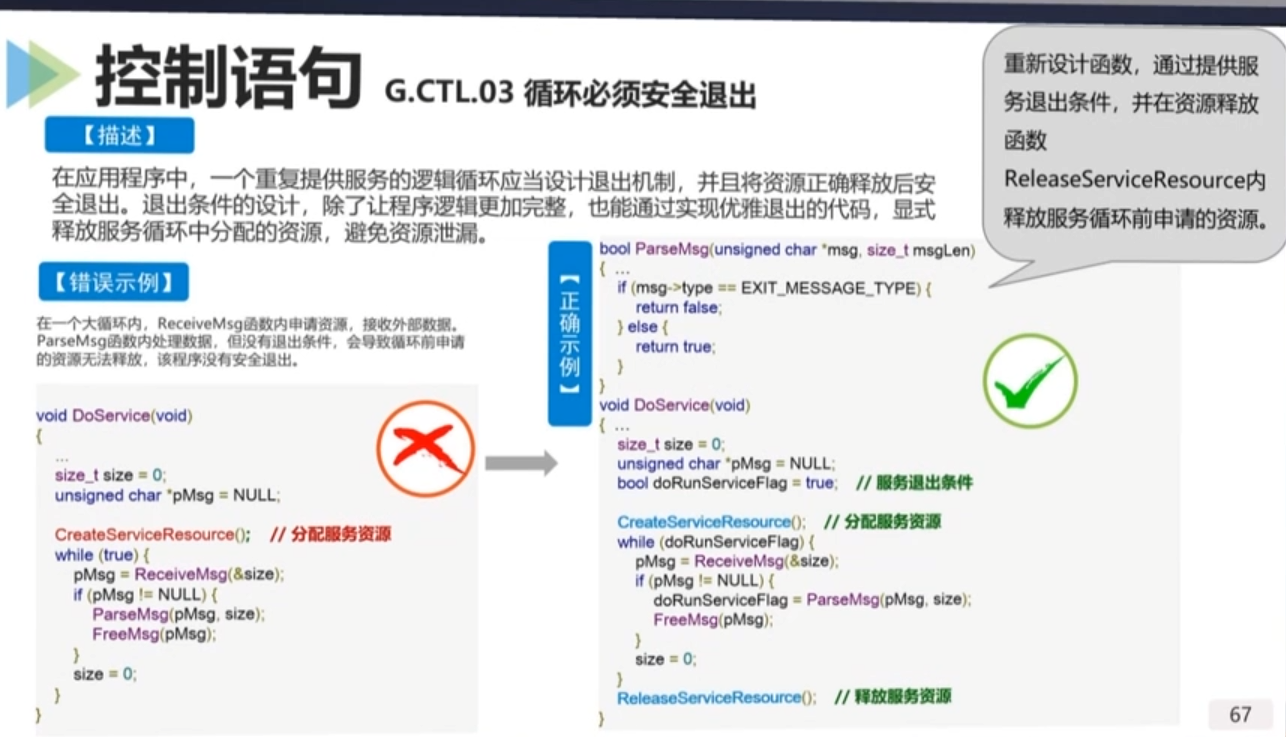 控制语句 G.CTL.03 循环必须安全退出
【描述】
在应用程序中，一个重复提供服务的逻辑循环应当设计退出机制，并且将资源正确释放后安
全退出。退出条件的设计，除了让程序逻辑更加完整，也能通过实现优雅退出的代码，显式
释放服务循环中分配的资源，避免资源泄漏。
【错误示例】
在一个大循环内，ReceiveMsg函数内申请资源，接收外部数据。
ParseMsg函数内处理数据，但没有退出条件，会导致循环前申请
的资源无法释放，该程序没有安全退出。
void DoService(void)
{
...
size_t size = 0;
unsigned char *pMsg = NULL;
CreateServiceResource(); // 分配服务资源
while (true) {
pMsg = ReceiveMsg(&size);
if (pMsg != NULL) {
ParseMsg(pMsg, size);
FreeMsg(pMsg);
}
size = 0;
}
}
【正确示例】
bool ParseMsg(unsigned char *msg, size_t msgLen)
{ ...
if (msg->type == EXIT_MESSAGE_TYPE) {
return false;
} else {
return true;
}
}
void DoService(void)
{ ...
size_t size = 0;
unsigned char *pMsg = NULL;
bool doRunServiceFlag = true; // 服务退出条件
CreateServiceResource(); // 分配服务资源
while (doRunServiceFlag) {
pMsg = ReceiveMsg(&size);
if (pMsg != NULL) {
doRunServiceFlag = ParseMsg(pMsg, size);
FreeMsg(pMsg);
}
size = 0;
}
ReleaseServiceResource(); // 释放服务资源
}
重新设计函数，通过提供服
务退出条件，并在资源释放
函数
ReleaseServiceResource内
释放服务循环前申请的资源。
67